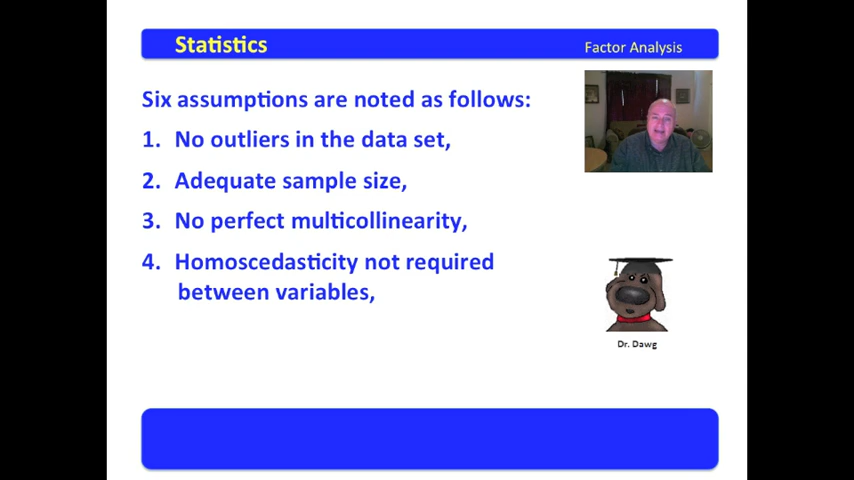 Statistics
Factor Analysis
Six assumptions are noted as follows:
1. No outliers in the data set,
2. Adequate sample size,
3. No perfect multicollinearity,
4. Homoscedasticity not required
between variables,
Dr. Dawg